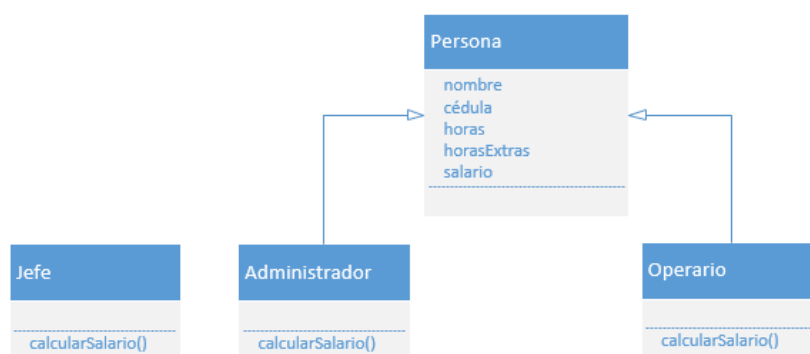 Persona
nombre
cédula
horas
horasExtras
salario
Jefe
calcularSalario()
Administrador
calcularSalario()
Operario
calcularSalario()